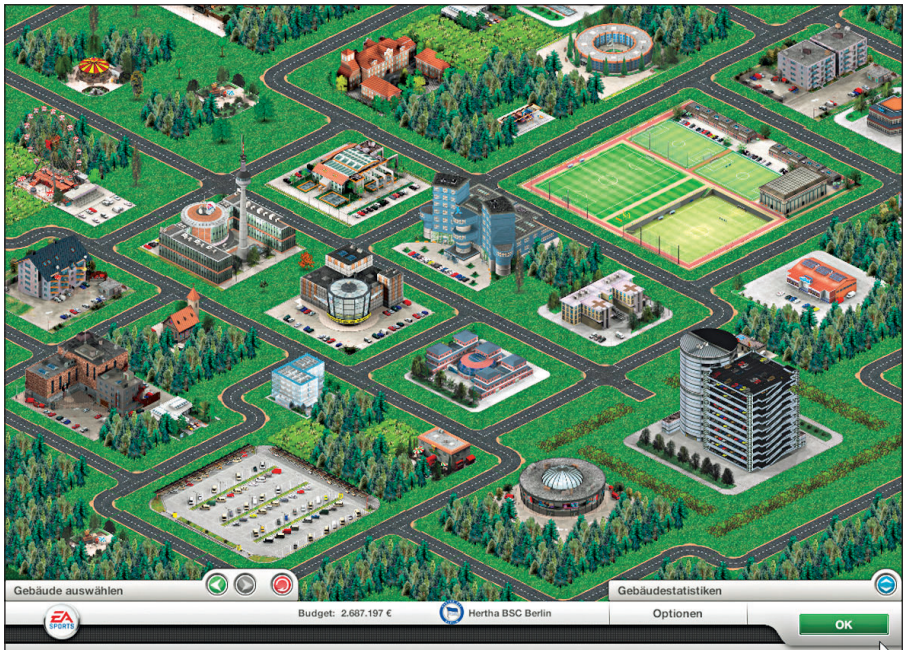 Gebäude auswählen
Gebäudestatistiken
EA
SPORTS
Budget: 2.687.197 €
Hertha BSC Berlin
Optionen
OK